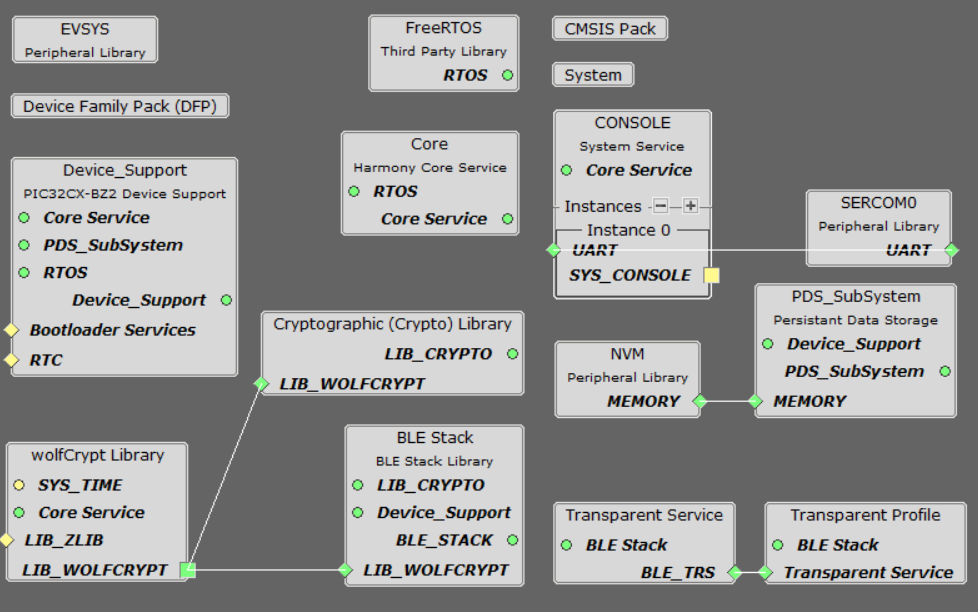 EVSYS
Peripheral Library
Device Family Pack (DFP)
Device_Support
PIC32CX-BZ2 Device Support
Core Service
PDS_SubSystem
RTOS
Device_Support
Bootloader Services
RTC
wolfCrypt Library
SYS_TIME
Core Service
LIB_ZLIB
LIB_WOLFCRYPT
FreeRTOS
Third Party Library
RTOS
Core
Harmony Core Service
RTOS
Core Service
Cryptographic (Crypto) Library
LIB_CRYPTO
LIB_WOLFCRYPT
BLE Stack
BLE Stack Library
LIB_CRYPTO
Device_Support
BLE_STACK
LIB_WOLFCRYPT
CMSIS Pack
System
CONSOLE
System Service
Core Service
Instances
Instance 0
UART
SYS_CONSOLE
SERCOM0
Peripheral Library
UART
NVM
Peripheral Library
MEMORY
PDS_SubSystem
Persistant Data Storage
Device_Support
PDS_SubSystem
MEMORY
Transparent Service
BLE Stack
BLE_TRS
Transparent Profile
BLE Stack
Transparent Service